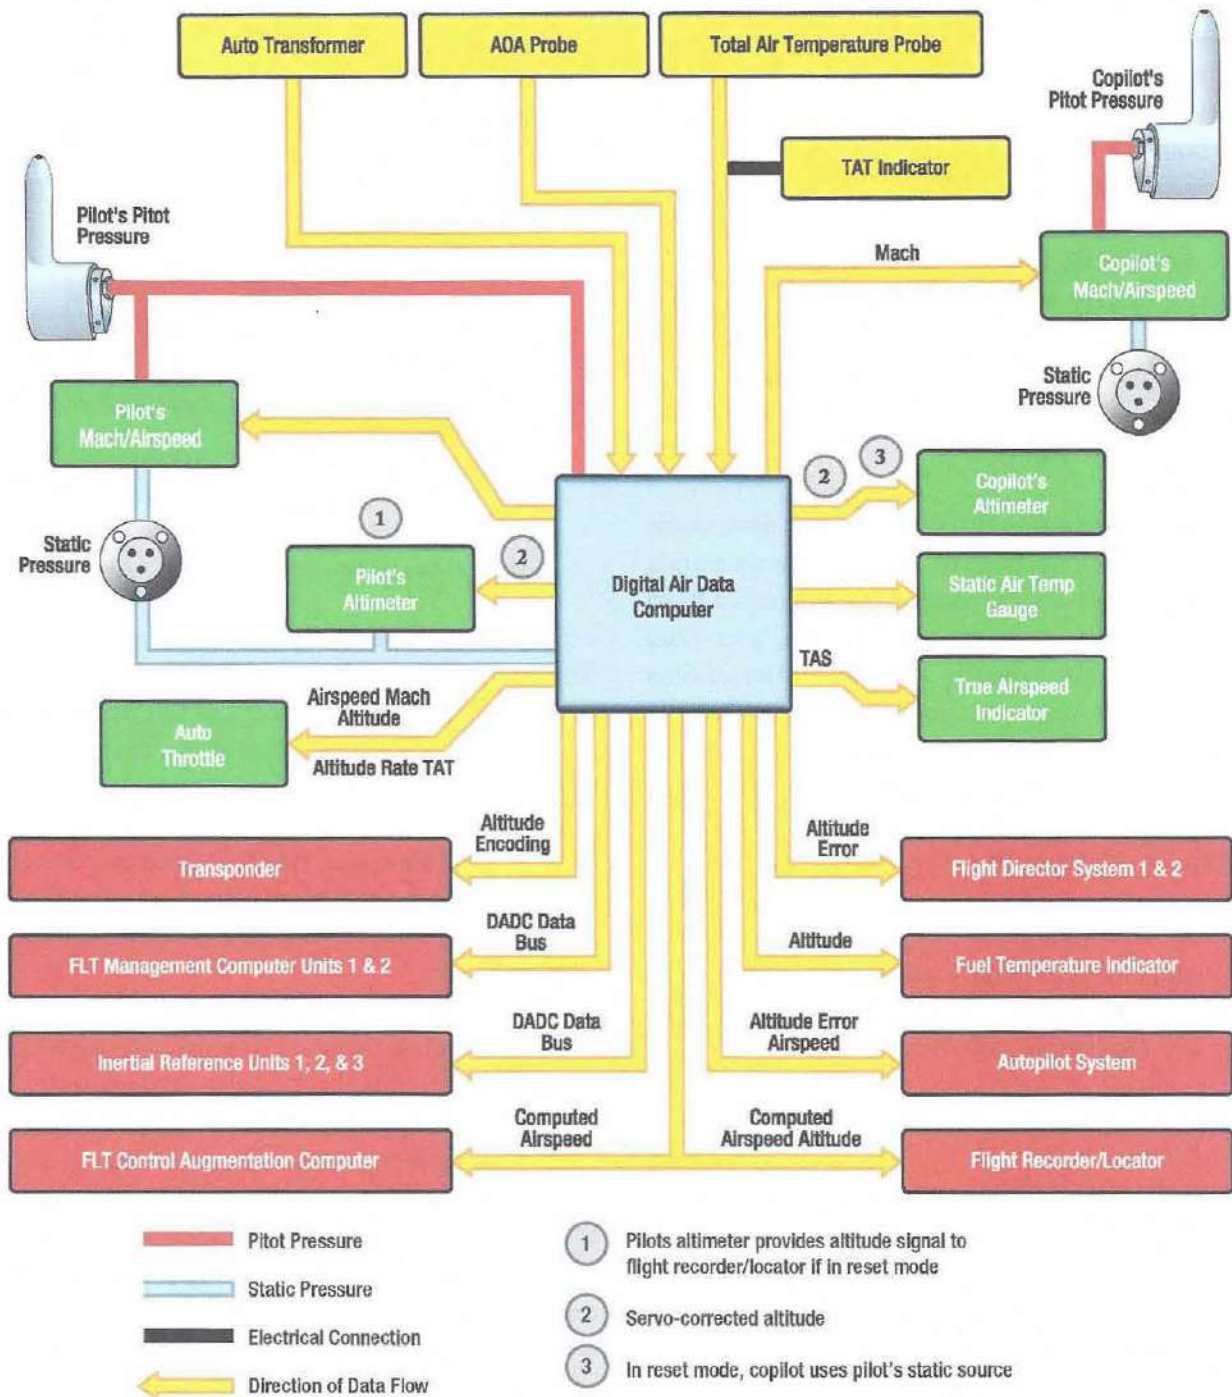 Auto Transformer
AOA Probe
Total Air Temperature Probe
Copilot's
Pitot Pressure
TAT Indicator
Pilot's Pitot
Pressure
Mach
Copilot's
Mach/Airspeed
Static
Pressure
Pilot's
Mach/Airspeed
2
3
Copilot's
Altimeter
1
2
Static
Pressure
Pilot's
Altimeter
Digital Air Data
Computer
Static Air Temp
Gauge
TAS
True Airspeed
Indicator
Airspeed Mach
Altitude
Auto
Throttle
Altitude Rate TAT
Altitude
Encoding
Transponder
Altitude
Error
Flight Director System 1 & 2
DADC Data
Bus
FLT Management Computer Units 1 & 2
Altitude
Fuel Temperature Indicator
DADC Data
Bus
Inertial Reference Units 1, 2, & 3
Altitude Error
Airspeed
Autopilot System
Computed
Airspeed
FLT Control Augmentation Computer
Computed
Airspeed Altitude
Flight Recorder/Locator
Pitot Pressure
Static Pressure
Electrical Connection
Direction of Data Flow
1 Pilots altimeter provides altitude signal to
flight recorder/locator if in reset mode
2 Servo-corrected altitude
3 In reset mode, copilot uses pilot's static source